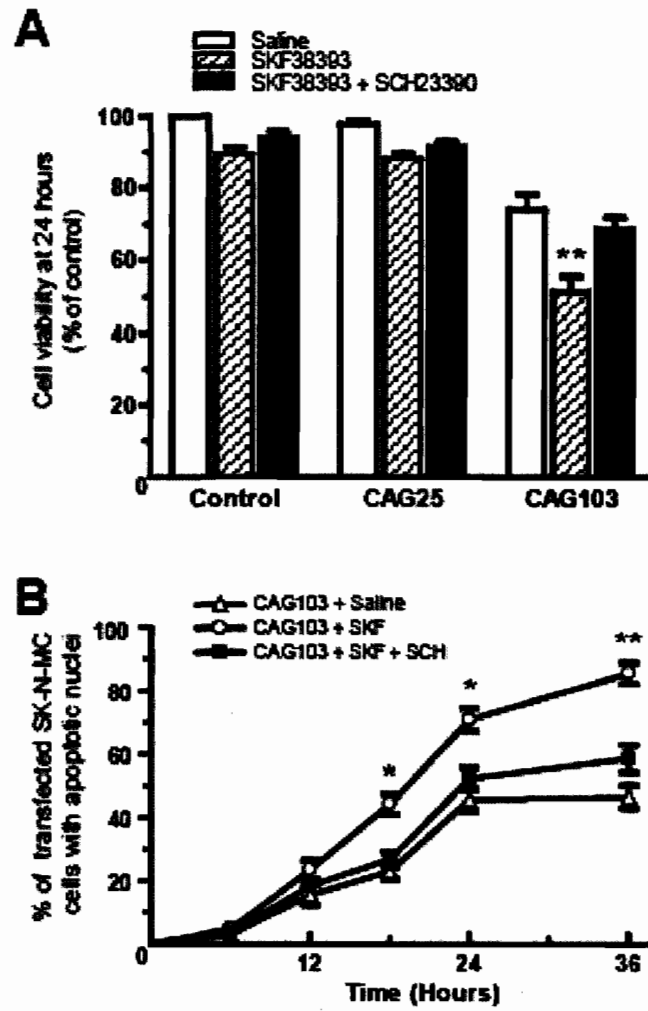 A
Saline
SKF38393
SKF38393 + SCH23390
Cell viability at 24 hours
(% of control)
100
80
60
40
20
0
**
Control
CAG25
CAG103
B
CAG103 + Saline
CAG103 + SKF
CAG103 + SKF + SCH
% of transfected SK-N-MC
cells with apoptotic nuclei
100
80
60
40
20
0
*
*
**
12
24
36
Time (Hours)